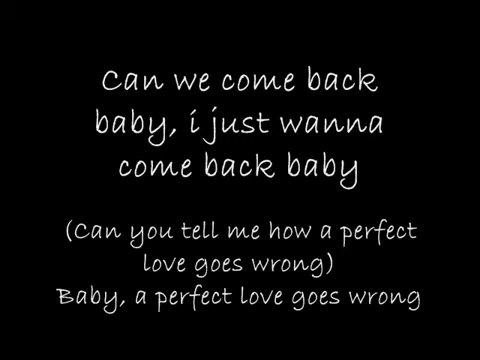 Can we come back
baby, i just wanna
come back baby
(Can you tell me how a perfect
love goes wrong)
Baby, a perfect love goes wrong